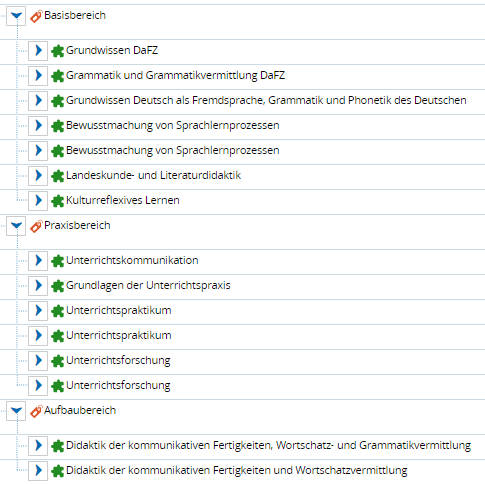 Basisbereich
Grundwissen DaFZ
Grammatik und Grammatikvermittlung DaFZ
Grundwissen Deutsch als Fremdsprache, Grammatik und Phonetik des Deutschen
Bewusstmachung von Sprachlernprozessen
Bewusstmachung von Sprachlernprozessen
Landeskunde- und Literaturdidaktik
Kulturreflexives Lernen
Praxisbereich
Unterrichtskommunikation
Grundlagen der Unterrichtspraxis
Unterrichtspraktikum
Unterrichtspraktikum
Unterrichtsforschung
Unterrichtsforschung
Aufbaubereich
Didaktik der kommunikativen Fertigkeiten, Wortschatz- und Grammatikvermittlung
Didaktik der kommunikativen Fertigkeiten und Wortschatzvermittlung